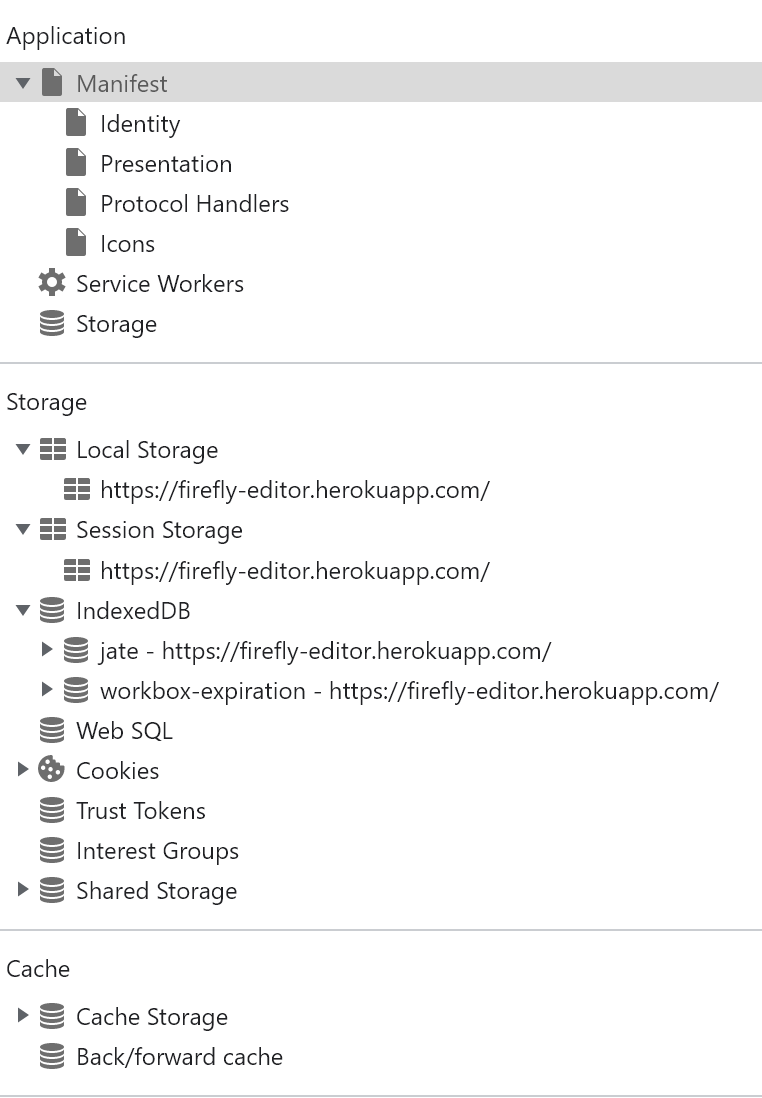 Application
Manifest
Identity
Presentation
Protocol Handlers
Icons
Service Workers
Storage
Storage
Local Storage
https://firefly-editor.herokuapp.com/
Session Storage
https://firefly-editor.herokuapp.com/
IndexedDB
jate - https://firefly-editor.herokuapp.com/
workbox-expiration - https://firefly-editor.herokuapp.com/
Web SQL
Cookies
Trust Tokens
Interest Groups
Shared Storage
Cache
Cache Storage
Back/forward cache